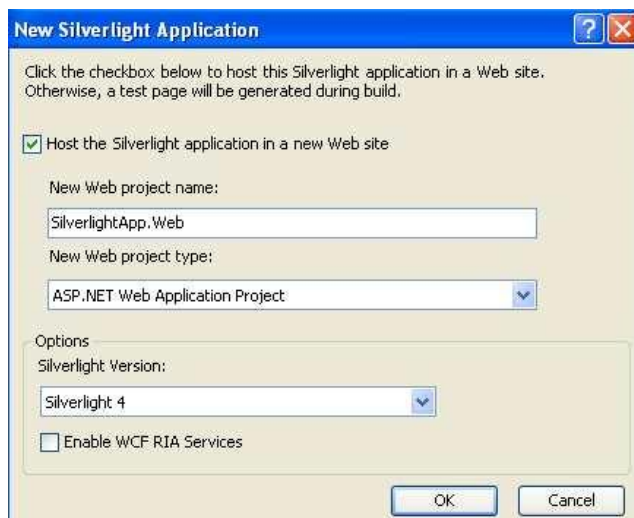 New Silverlight Application
Click the checkbox below to host this Silverlight application in a Web site.
Otherwise, a test page will be generated during build.
Host the Silverlight application in a new Web site
New Web project name:
SilverlightApp.Web
New Web project type:
ASP.NET Web Application Project
Options
Silverlight Version:
Silverlight 4
Enable WCF RIA Services
OK Cancel